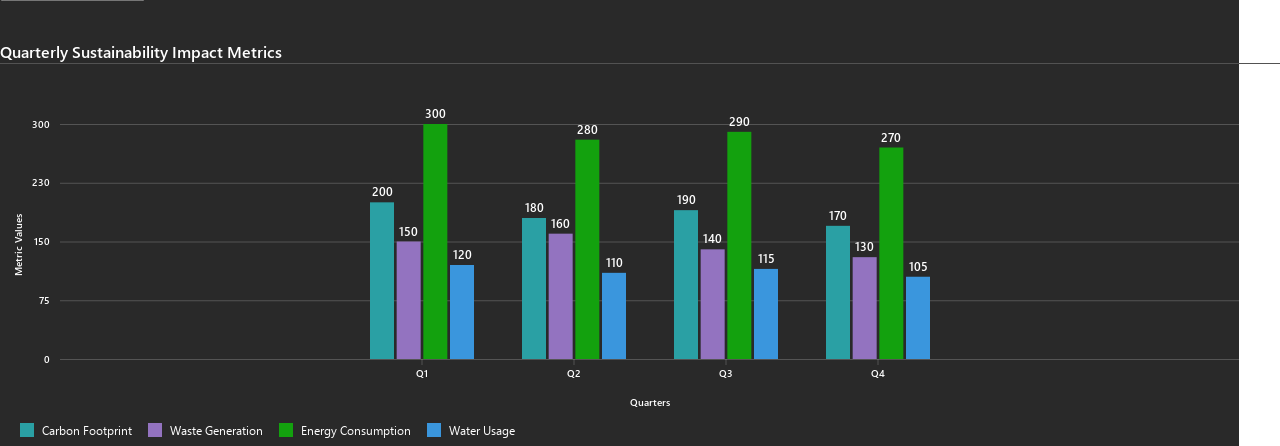 Quarterly Sustainability Impact Metrics
300
230
150
75
0
Metric Values
200 150 300 120
180 160 280 110
190 140 290 115
170 130 270 105
Q1 Q2 Q3 Q4
Quarters
Carbon Footprint Waste Generation Energy Consumption Water Usage